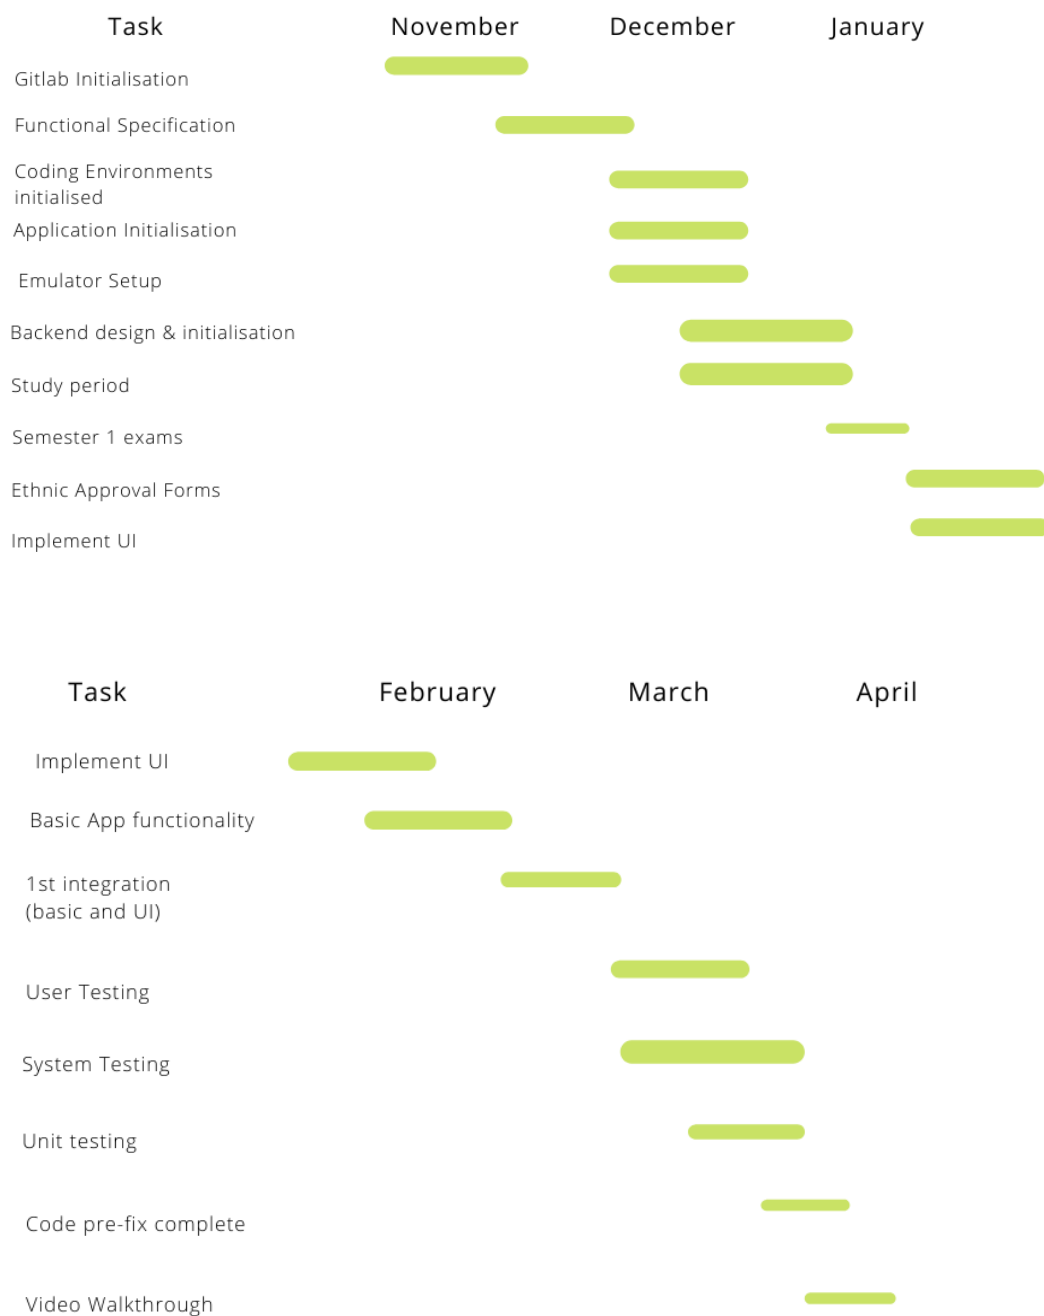 Task November December January
Gitlab Initialisation
Functional Specification
Coding Environments
initialised
Application Initialisation
Emulator Setup
Backend design & initialisation
Study period
Semester 1 exams
Ethnic Approval Forms
Implement UI
Task February March April
Implement UI
Basic App functionality
1st integration
(basic and UI)
User Testing
System Testing
Unit testing
Code pre-fix complete
Video Walkthrough